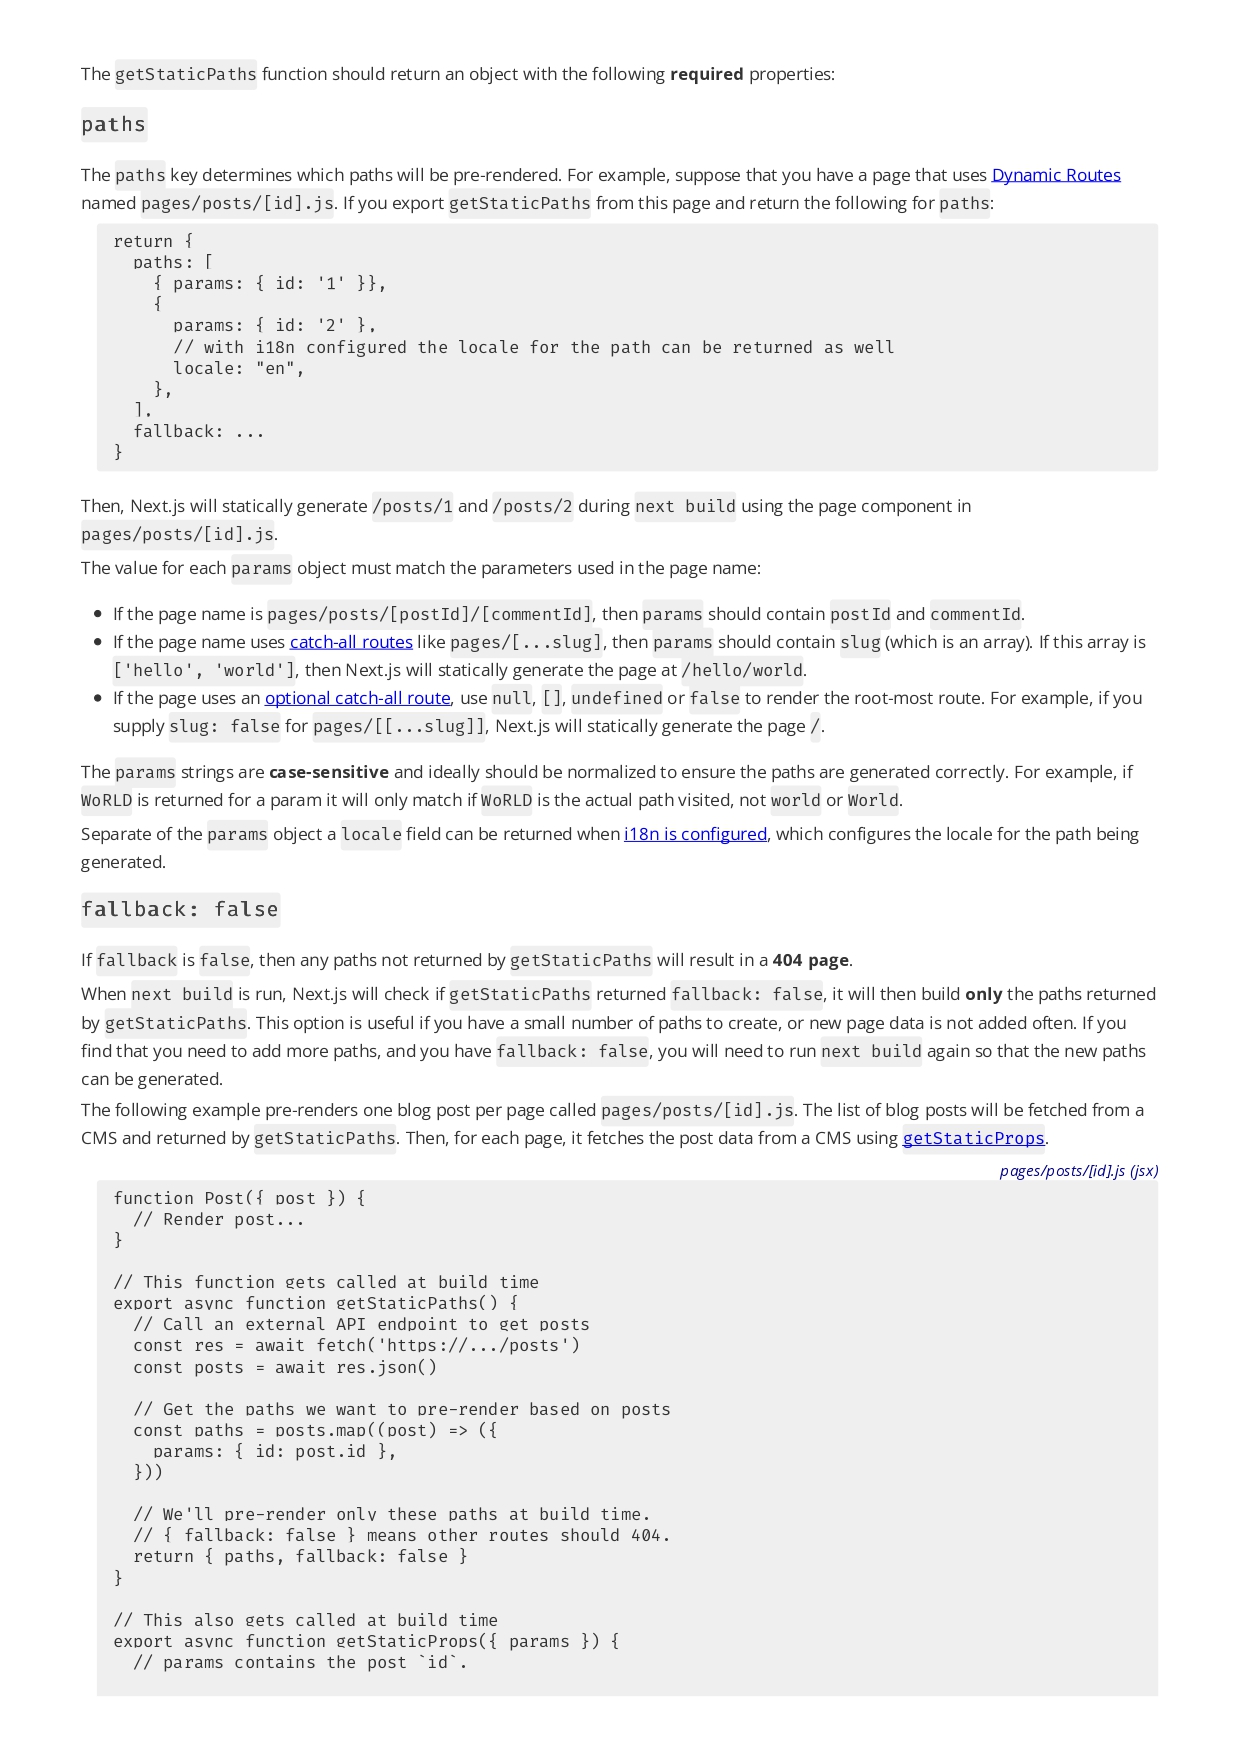 The getStaticPaths function should return an object with the following required properties:
paths
The paths key determines which paths will be pre-rendered. For example, suppose that you have a page that uses Dynamic Routes
named pages/posts/[id].js. If you export getStaticPaths from this page and return the following for paths:
return {
  paths: [
    { params: { id: '1' }},
    {
      params: { id: '2' },
      // with i18n configured the locale for the path can be returned as well
      locale: "en",
    },
  ],
  fallback: ...
}
Then, Next.js will statically generate /posts/1 and /posts/2 during next build using the page component in
pages/posts/[id].js.
The value for each params object must match the parameters used in the page name:
• If the page name is pages/posts/[postId]/[commentId], then params should contain postId and commentId.
• If the page name uses catch-all routes like pages/[...slug], then params should contain slug (which is an array). If this array is
['hello', 'world'], then Next.js will statically generate the page at /hello/world.
• If the page uses an optional catch-all route, use null, [], undefined or false to render the root-most route. For example, if you
supply slug: false for pages/[[...slug]], Next.js will statically generate the page /.
The params strings are case-sensitive and ideally should be normalized to ensure the paths are generated correctly. For example, if
WoRLD is returned for a param it will only match if WoRLD is the actual path visited, not world or World.
Separate of the params object a locale field can be returned when i18n is configured, which configures the locale for the path being
generated.
fallback: false
If fallback is false, then any paths not returned by getStaticPaths will result in a 404 page.
When next build is run, Next.js will check if getStaticPaths returned fallback: false, it will then build only the paths returned
by getStaticPaths. This option is useful if you have a small number of paths to create, or new page data is not added often. If you
find that you need to add more paths, and you have fallback: false, you will need to run next build again so that the new paths
can be generated.
The following example pre-renders one blog post per page called pages/posts/[id].js. The list of blog posts will be fetched from a
CMS and returned by getStaticPaths. Then, for each page, it fetches the post data from a CMS using getStaticProps.
pages/posts/[id].js (jsx)
function Post({ post }) {
  // Render post...
}
// This function gets called at build time
export async function getStaticPaths() {
  // Call an external API endpoint to get posts
  const res = await fetch('https://.../posts')
  const posts = await res.json()
  // Get the paths we want to pre-render based on posts
  const paths = posts.map((post) => ({
    params: { id: post.id },
  }))
  // We'll pre-render only these paths at build time.
  // { fallback: false } means other routes should 404.
  return { paths, fallback: false }
}
// This also gets called at build time
export async function getStaticProps({ params }) {
  // params contains the post `id`.